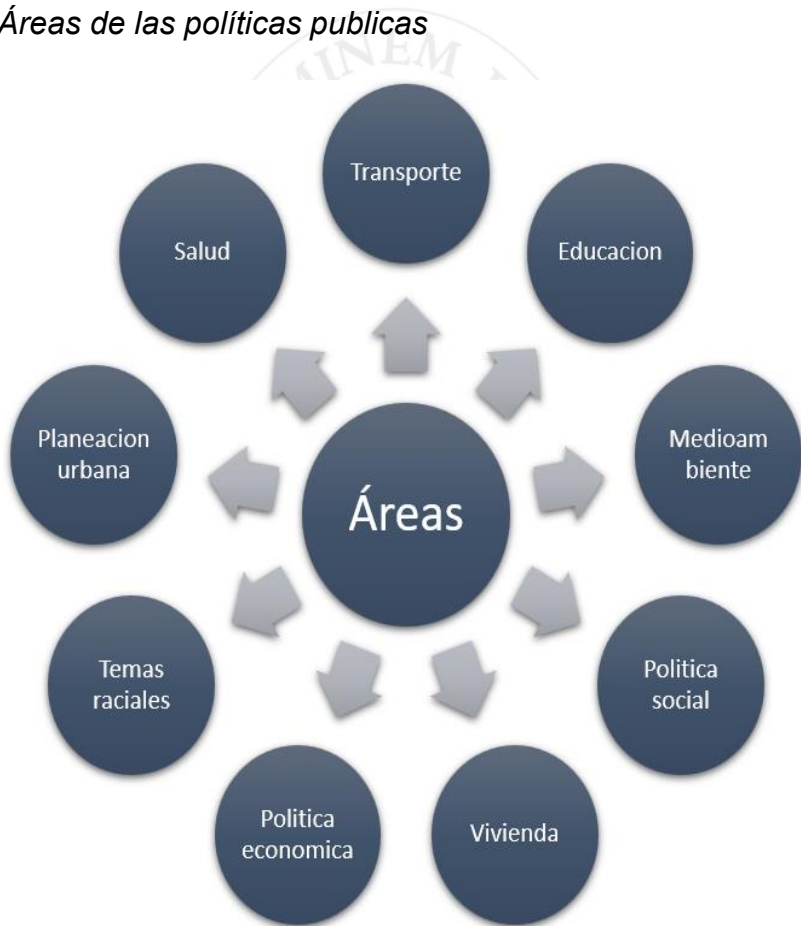 Áreas de las políticas publicas
MINEM
Transporte
Educacion
Medioam
biente
Politica
social
Vivienda
Politica
economica
Temas
raciales
Planeacion
urbana
Salud
Áreas